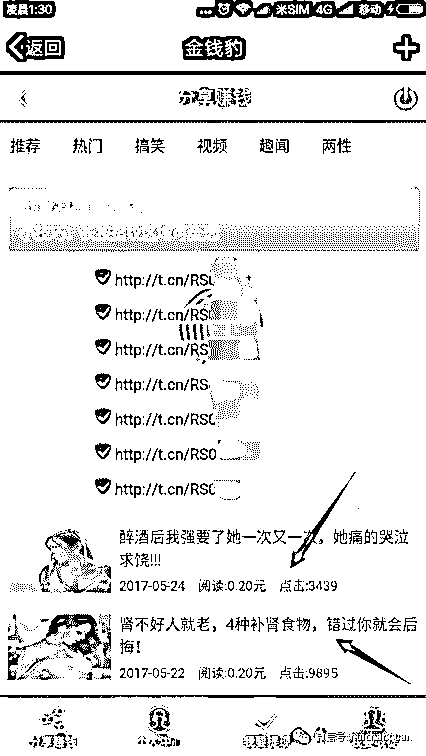 凌晨1:30
米SIM 4G 移动
返回 金钱豹
分享赚钱
推荐 热门 搞笑 视频 趣闻 两性
http://t.cn/RS
http://t.cn/RS0
http://t.cn/RS
http://t.cn/RS
http://t.cn/RS0
http://t.cn/RS0
http://t.cn/RS
醉酒后我强要了她一次又一次，她痛的哭泣
求饶!!!
2017-05-24 阅读:0.20元 点击:3439
肾不好人就老，4种补肾食物，错过你就会后
悔！
2017-05-22 阅读:0.20元 点击:9895
分享赚钱